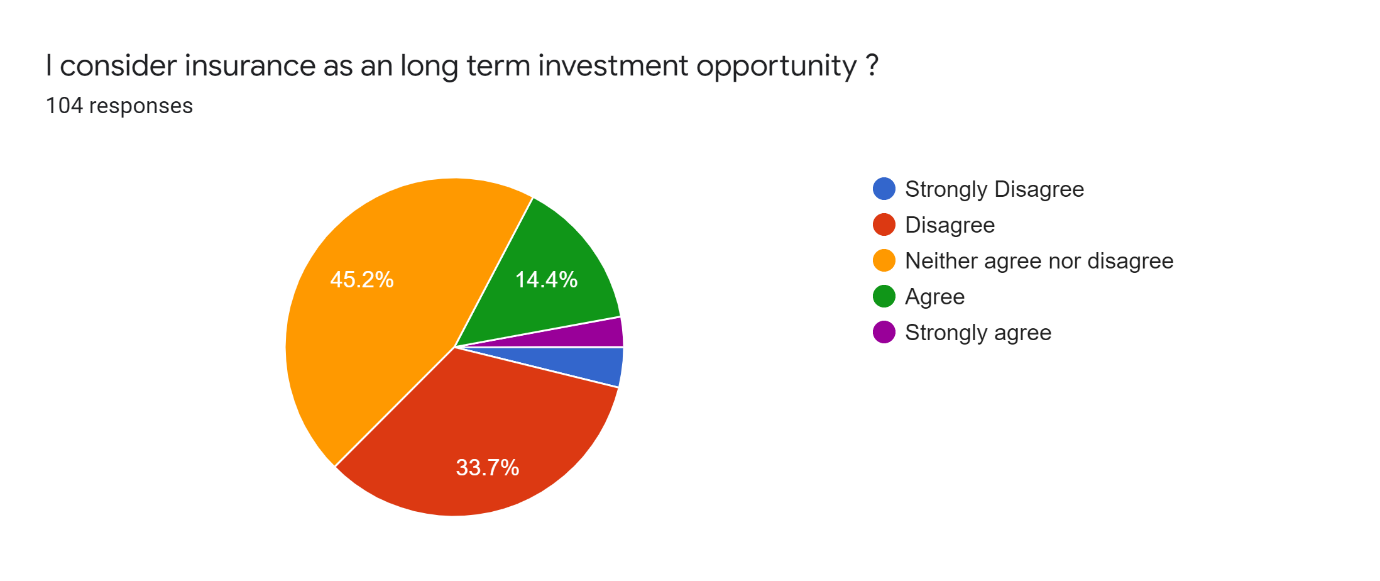 I consider insurance as an long term investment opportunity ?
104 responses
45.2%
14.4%
33.7%
Strongly Disagree
Disagree
Neither agree nor disagree
Agree
Strongly agree